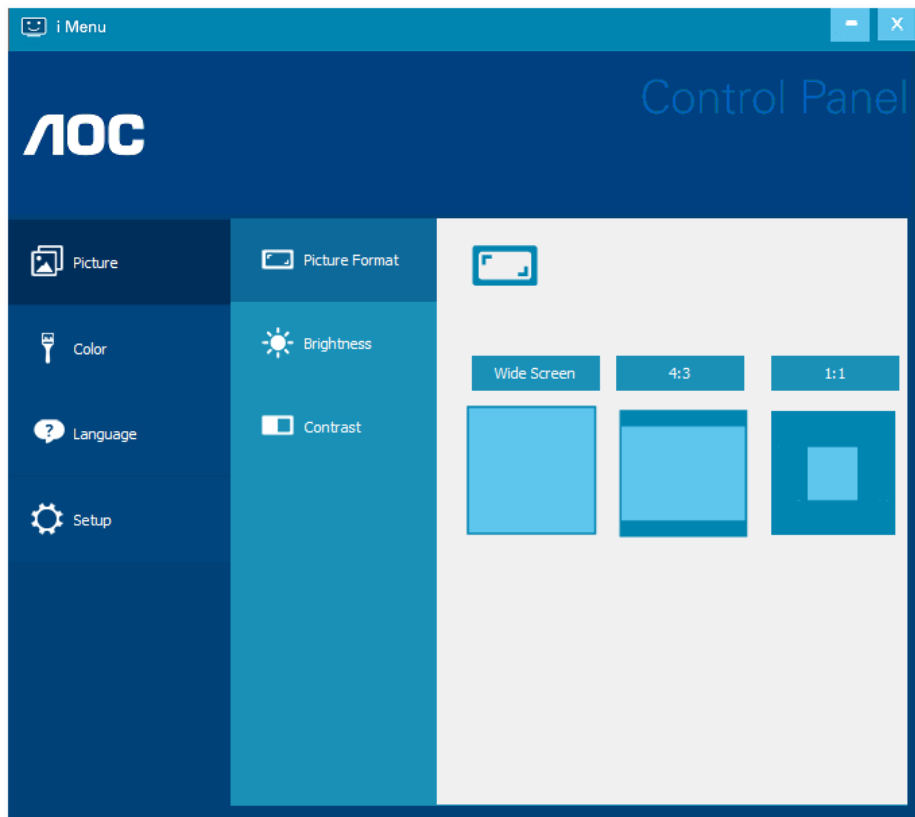 i Menu
X
Control Panel
AOC
Picture
Picture Format
Color
Brightness
Language
Contrast
Setup
Wide Screen
4:3
1:1